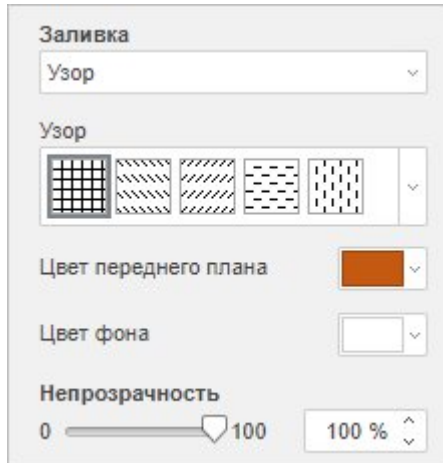 Заливка
Узор
Узор
Цвет переднего плана
Цвет фона
Непрозрачность
0 100 100 %